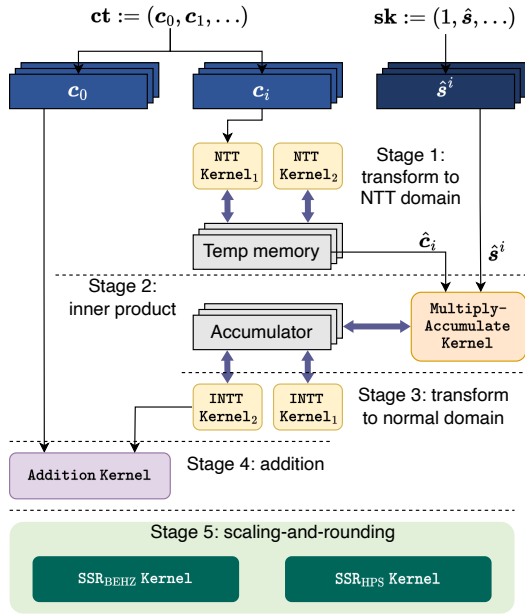 ct := (c₀, c₁, …)
sk := (1, ŝ, …)
c₀
cᵢ
ŝⁱ
NTT
Kernel₁
NTT
Kernel₂
Stage 1:
transform to
NTT domain
Temp memory
ĉᵢ
ŝⁱ
Stage 2:
inner product
Accumulator
Multiply-
Accumulate
Kernel
INTT
Kernel₂
INTT
Kernel₁
Stage 3: transform
to normal domain
Addition Kernel
Stage 4: addition
Stage 5: scaling-and-rounding
SSR_BEHZ Kernel
SSR_HPS Kernel